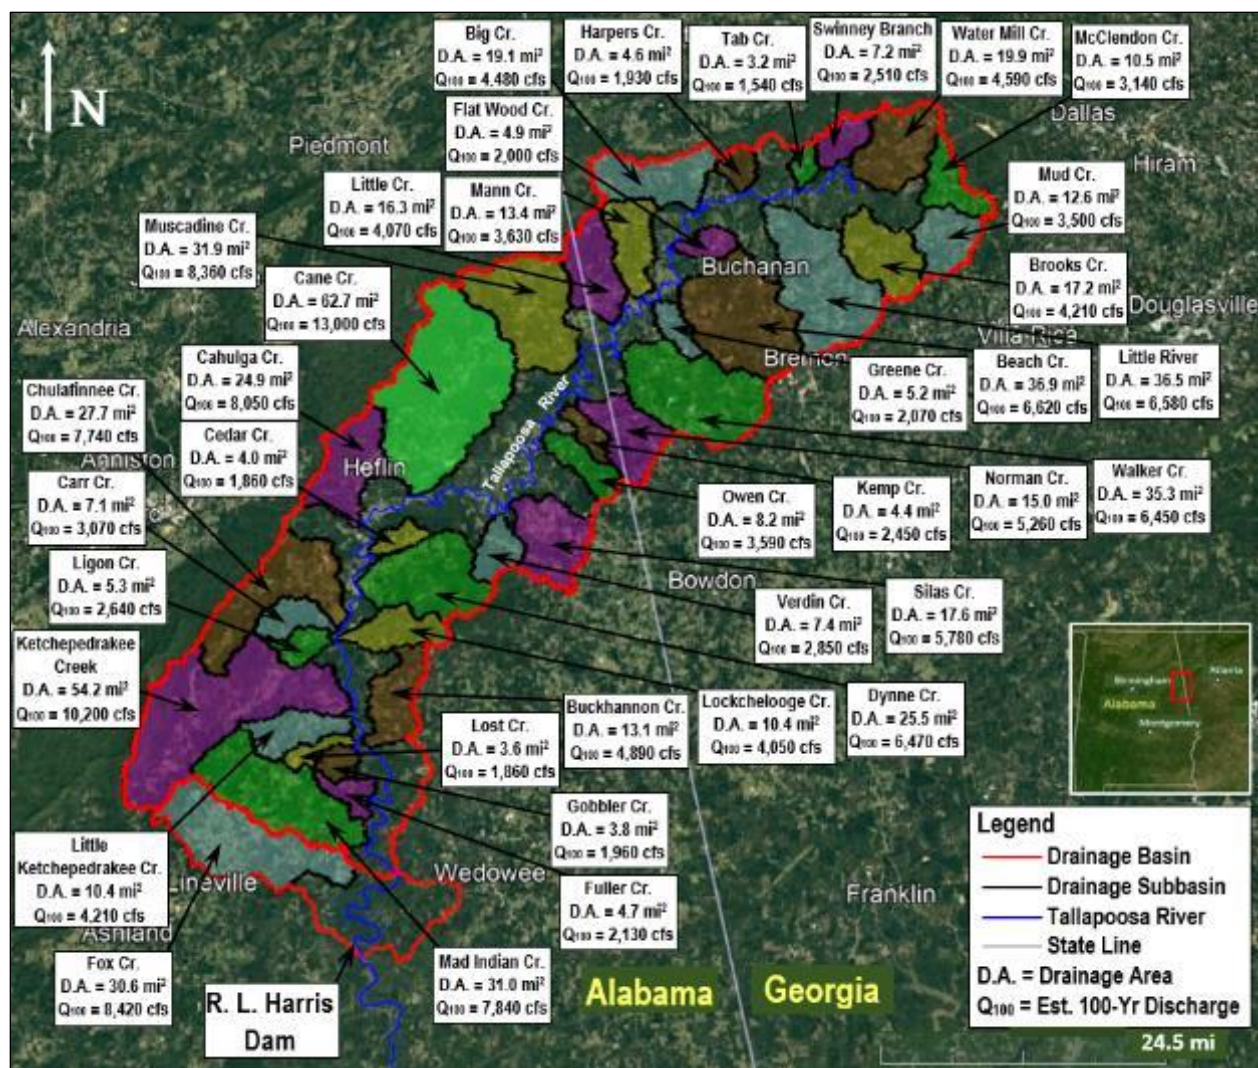 Big Cr.
D.A. = 19.1 mi²
Q₁₀₀ = 4,480 cfs
Harpers Cr.
D.A. = 4.6 mi²
Q₁₀₀ = 1,930 cfs
Tab Cr.
D.A. = 3.2 mi²
Q₁₀₀ = 1,540 cfs
Swinney Branch
D.A. = 7.2 mi²
Q₁₀₀ = 2,510 cfs
Water Mill Cr.
D.A. = 19.9 mi²
Q₁₀₀ = 4,590 cfs
McClendon Cr.
D.A. = 10.5 mi²
Q₁₀₀ = 3,140 cfs
N
Piedmont
Dallas
Hiram
Flat Wood Cr.
D.A. = 4.9 mi²
Q₁₀₀ = 2,000 cfs
Little Cr.
D.A. = 16.3 mi²
Q₁₀₀ = 4,070 cfs
Mann Cr.
D.A. = 13.4 mi²
Q₁₀₀ = 3,630 cfs
Mud Cr.
D.A. = 12.6 mi²
Q₁₀₀ = 3,500 cfs
Muscadine Cr.
D.A. = 31.9 mi²
Q₁₀₀ = 8,360 cfs
Cane Cr.
D.A. = 62.7 mi²
Q₁₀₀ = 13,000 cfs
Buchanan
Brooks Cr.
D.A. = 17.2 mi²
Q₁₀₀ = 4,210 cfs
Douglasville
Alexandria
Villa Rica
Bremen
Cahulga Cr.
D.A. = 24.9 mi²
Q₁₀₀ = 8,050 cfs
Greene Cr.
D.A. = 5.2 mi²
Q₁₀₀ = 2,070 cfs
Beach Cr.
D.A. = 36.9 mi²
Q₁₀₀ = 6,620 cfs
Little River
D.A. = 36.5 mi²
Q₁₀₀ = 6,580 cfs
Chulafinnee Cr.
D.A. = 27.7 mi²
Q₁₀₀ = 7,740 cfs
Cedar Cr.
D.A. = 4.0 mi²
Q₁₀₀ = 1,860 cfs
Tallapoosa River
Anniston
Heflin
Carr Cr.
D.A. = 7.1 mi²
Q₁₀₀ = 3,070 cfs
Owen Cr.
D.A. = 8.2 mi²
Q₁₀₀ = 3,590 cfs
Kemp Cr.
D.A. = 4.4 mi²
Q₁₀₀ = 2,450 cfs
Norman Cr.
D.A. = 15.0 mi²
Q₁₀₀ = 5,260 cfs
Walker Cr.
D.A. = 35.3 mi²
Q₁₀₀ = 6,450 cfs
Ligon Cr.
D.A. = 5.3 mi²
Q₁₀₀ = 2,640 cfs
Bowdon
Verdin Cr.
D.A. = 7.4 mi²
Q₁₀₀ = 2,850 cfs
Silas Cr.
D.A. = 17.6 mi²
Q₁₀₀ = 5,780 cfs
Ketchepedrakee
Creek
D.A. = 54.2 mi²
Q₁₀₀ = 10,200 cfs
Lost Cr.
D.A. = 3.6 mi²
Q₁₀₀ = 1,860 cfs
Buckhannon Cr.
D.A. = 13.1 mi²
Q₁₀₀ = 4,890 cfs
Lockchelooge Cr.
D.A. = 10.4 mi²
Q₁₀₀ = 4,050 cfs
Dynne Cr.
D.A. = 25.5 mi²
Q₁₀₀ = 6,470 cfs
Birmingham
Atlanta
Alabama
Montgomery
Gobbler Cr.
D.A. = 3.8 mi²
Q₁₀₀ = 1,960 cfs
Little
Ketchepedrakee Cr.
D.A. = 10.4 mi²
Q₁₀₀ = 4,210 cfs
Lineville
Wedowee
Franklin
Ashland
Fuller Cr.
D.A. = 4.7 mi²
Q₁₀₀ = 2,130 cfs
Fox Cr.
D.A. = 30.6 mi²
Q₁₀₀ = 8,420 cfs
Mad Indian Cr.
D.A. = 31.0 mi²
Q₁₀₀ = 7,840 cfs
R. L. Harris
Dam
Alabama
Georgia
Legend
Drainage Basin
Drainage Subbasin
Tallapoosa River
State Line
D.A. = Drainage Area
Q₁₀₀ = Est. 100-Yr Discharge
24.5 mi